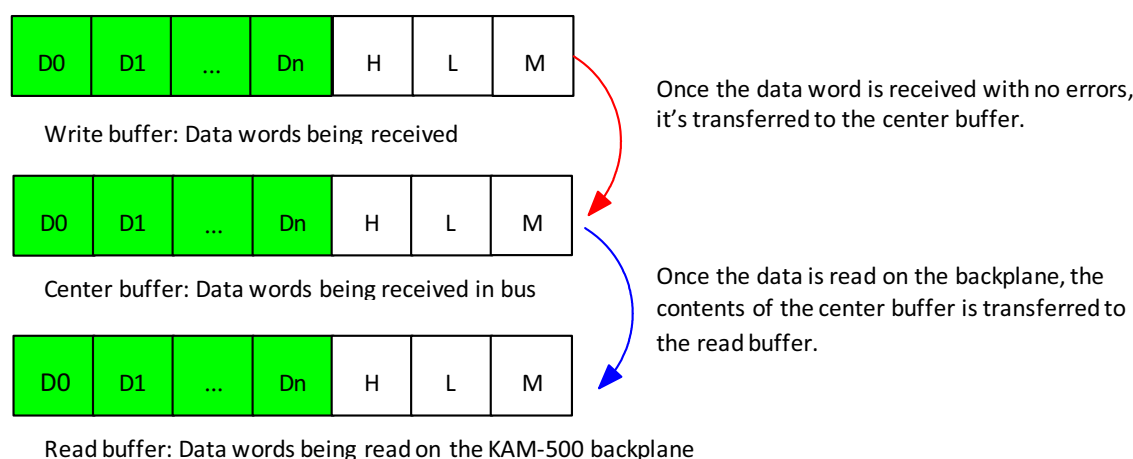 D0 D1 ... Dn H L M
Once the data word is received with no errors,
it's transferred to the center buffer.
Write buffer: Data words being received
D0 D1 ... Dn H L M
Center buffer: Data words being received in bus
Once the data is read on the backplane, the
contents of the center buffer is transferred to
the read buffer.
D0 D1 ... Dn H L M
Read buffer: Data words being read on the KAM-500 backplane